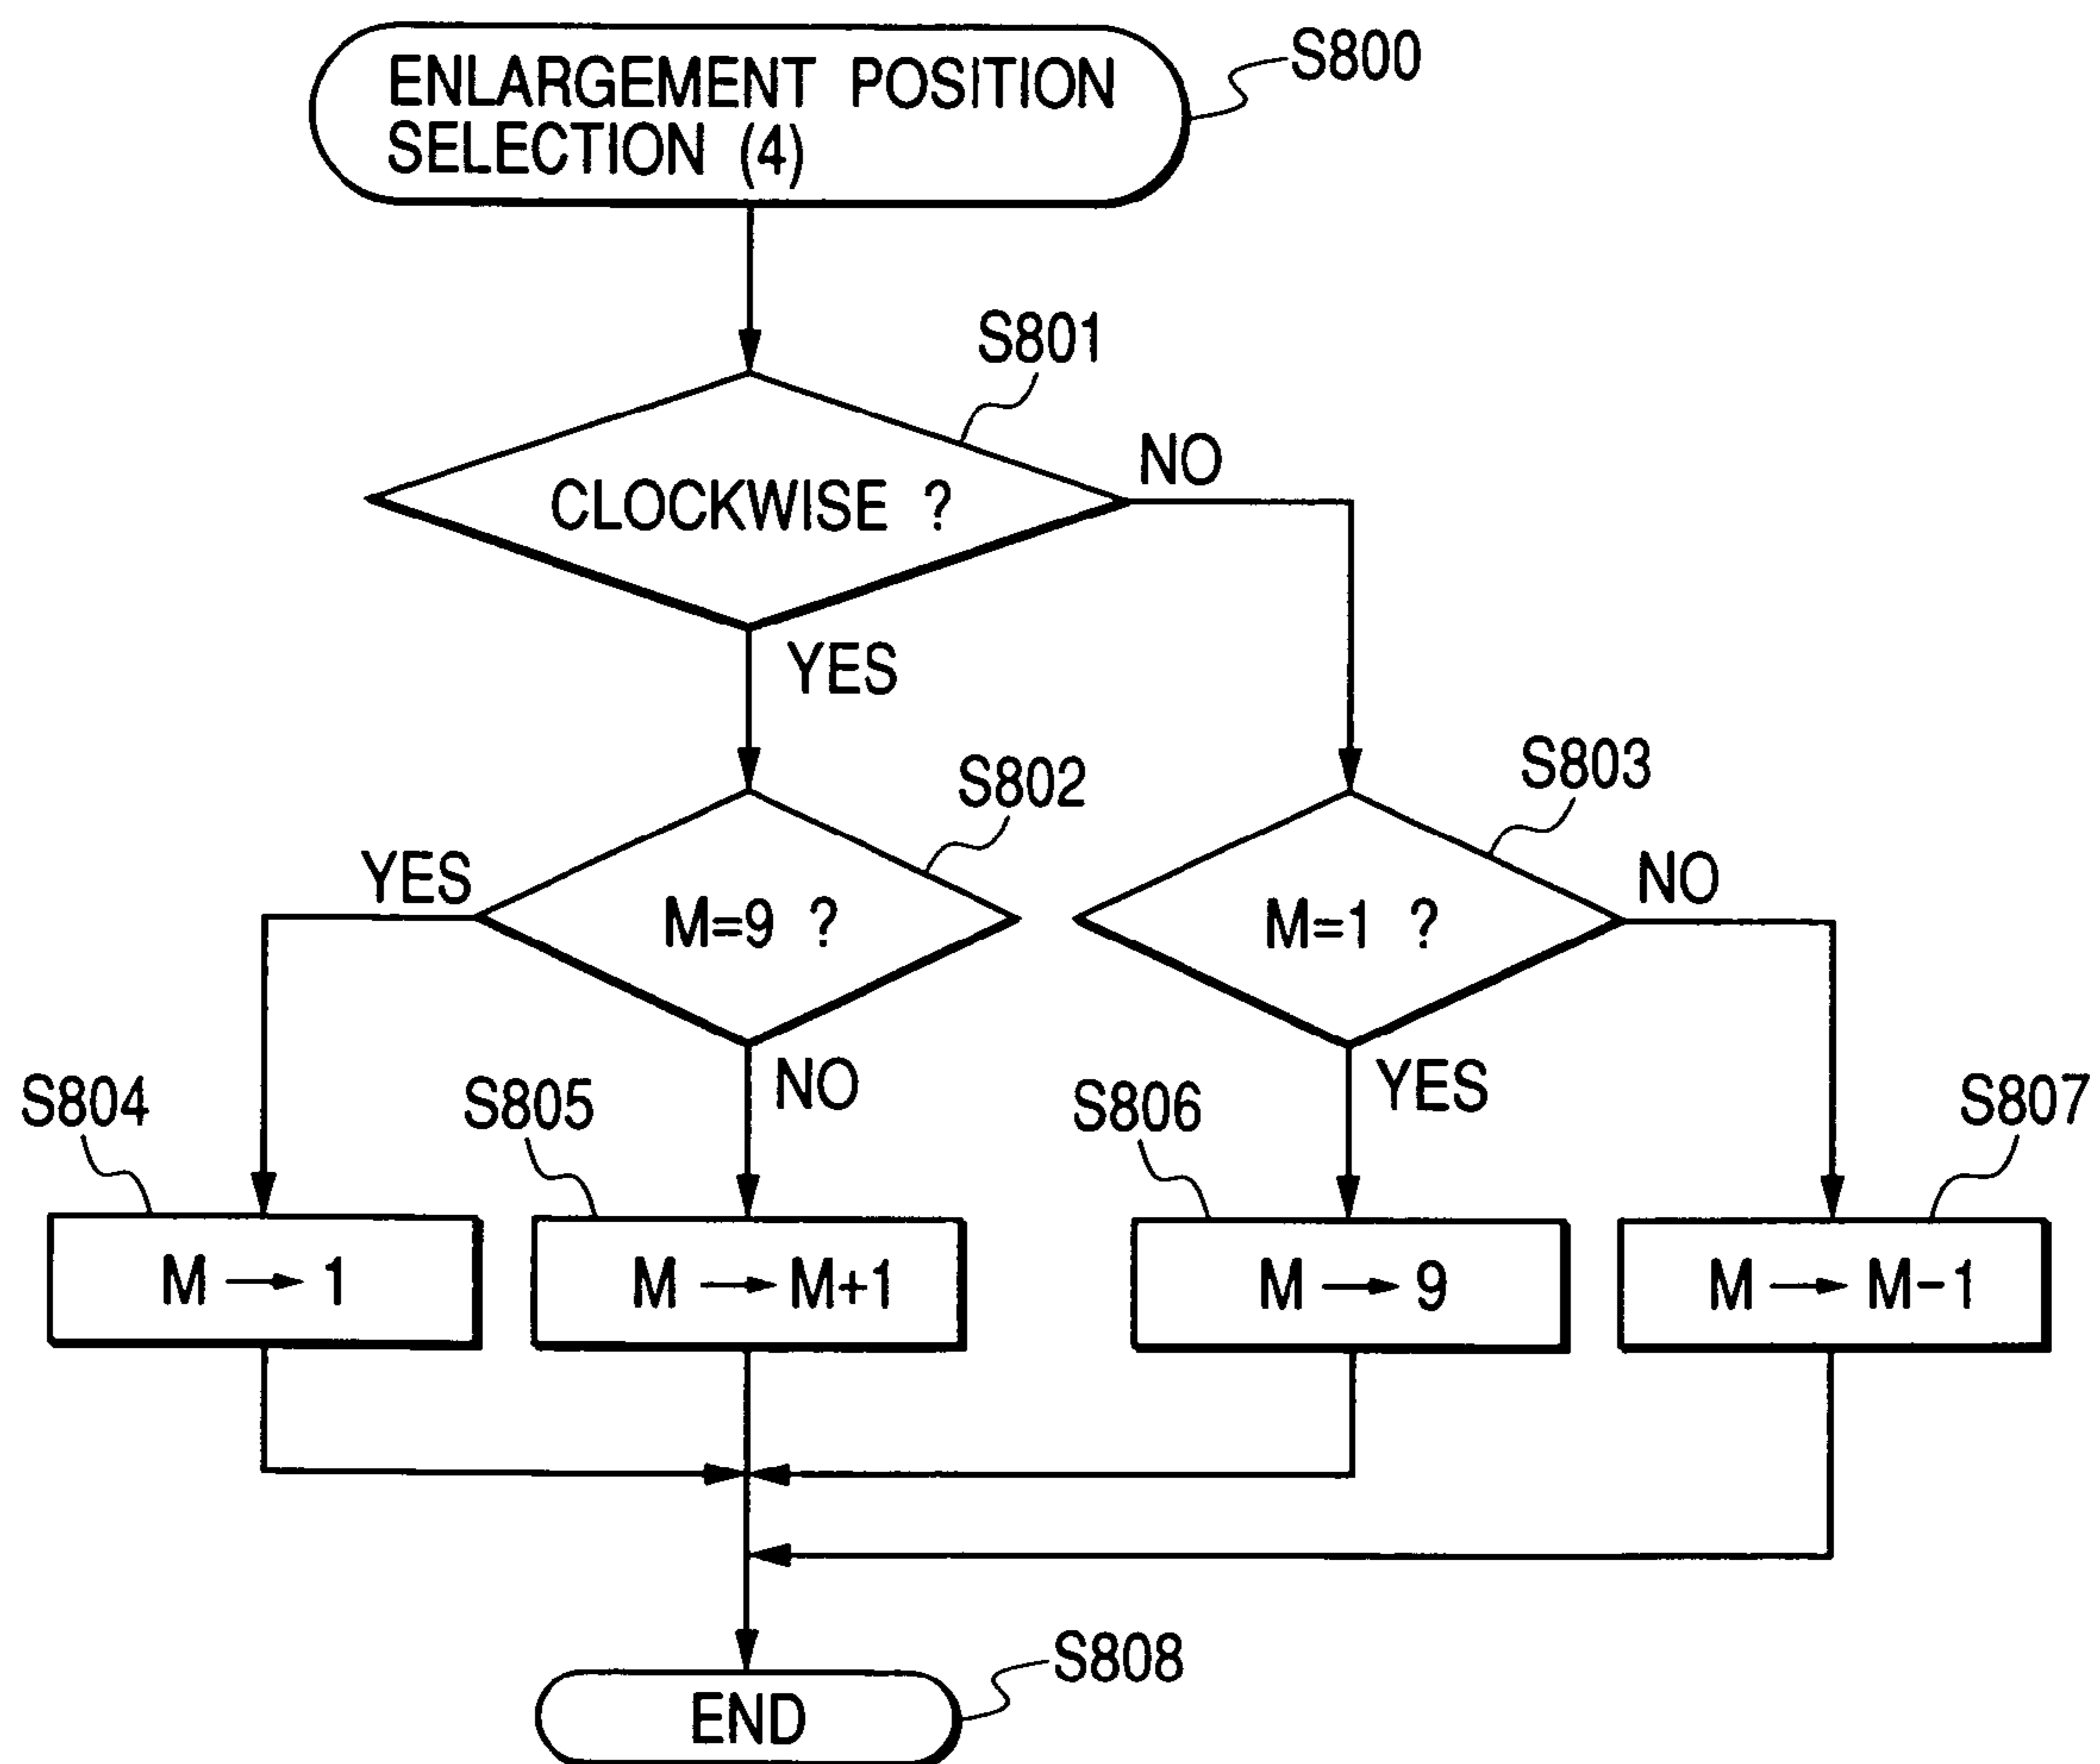 ENLARGEMENT POSITION
SELECTION (4)
S800
S801
CLOCKWISE ?
NO
YES
S802
S803
YES
M=9 ?
M=1 ?
NO
NO
YES
S804
S805
S806
S807
M → 1
M → M+1
M → 9
M → M-1
S808
END